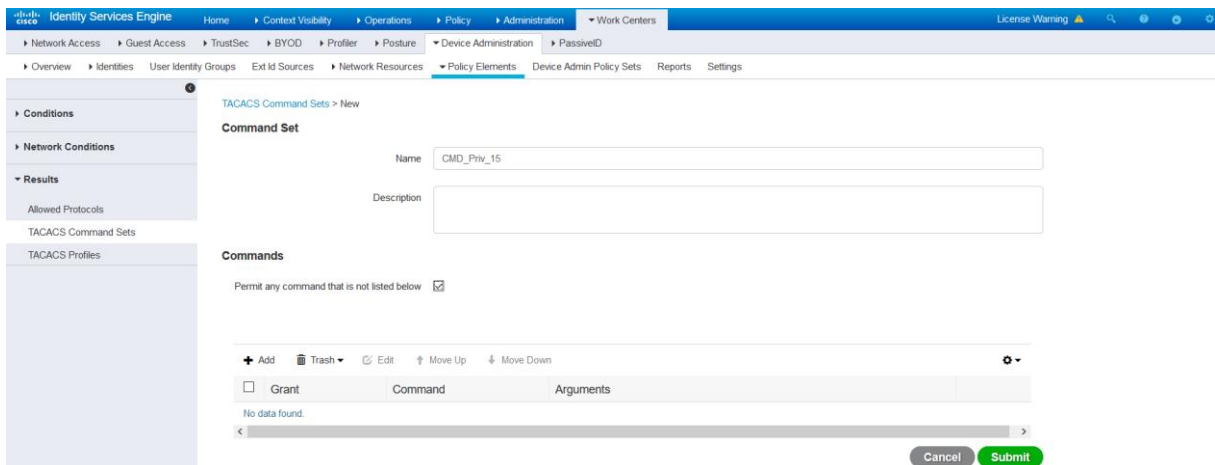 cisco Identity Services Engine Home Context Visibility Operations Policy Administration Work Centers License Warning
Network Access Guest Access TrustSec BYOD Profiler Posture Device Administration PassiveID
Overview Identities User Identity Groups Ext Id Sources Network Resources Policy Elements Device Admin Policy Sets Reports Settings
Conditions
Network Conditions
Results
Allowed Protocols
TACACS Command Sets
TACACS Profiles
TACACS Command Sets > New
Command Set
Name CMD_Priv_15
Description
Commands
Permit any command that is not listed below
Add Trash Edit Move Up Move Down
Grant Command Arguments
No data found.
Cancel Submit